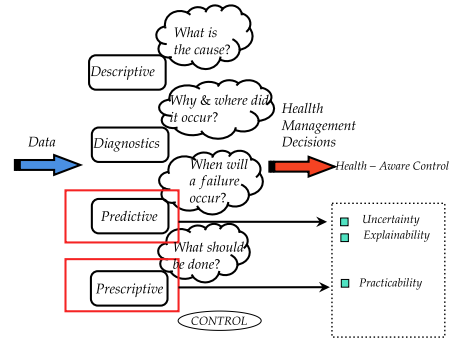 What is
the cause?
Descriptive
Why & where did
it occur?
Heallth
Management
Decisions
Data
Diagnostics
When will
a failure
occur?
Health – Aware Control
Predictive
Uncertainty
Explainability
What should
be done?
Prescriptive
Practicability
CONTROL